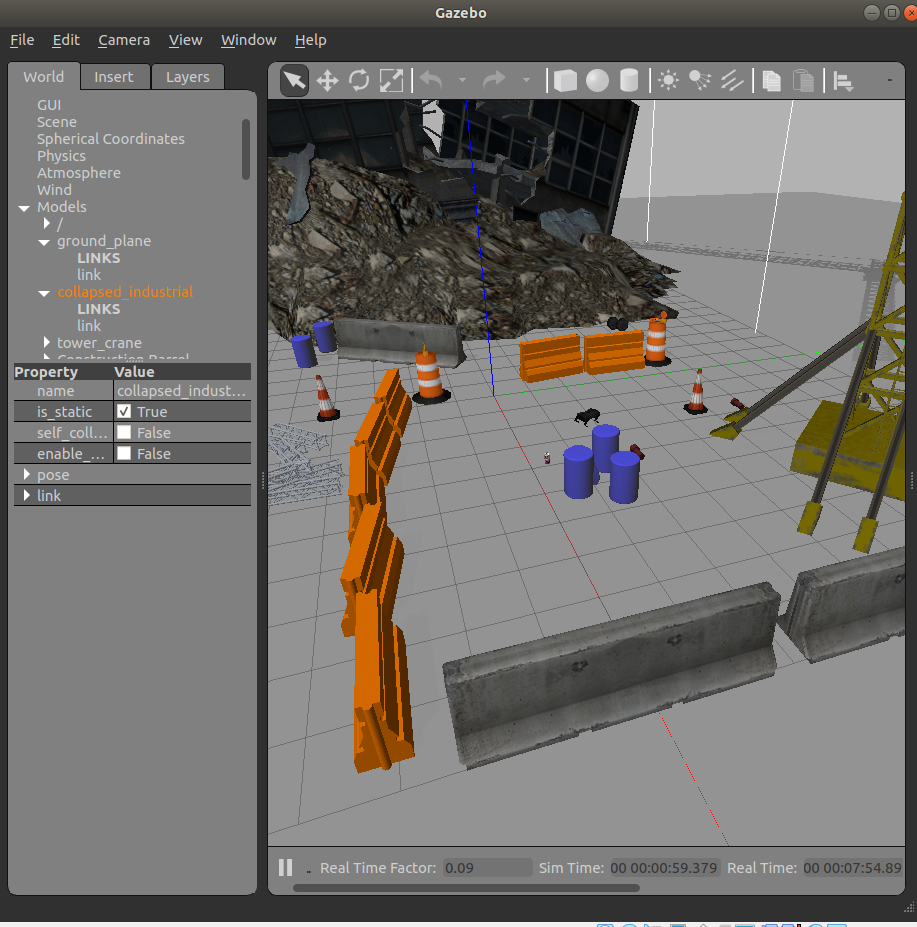 Gazebo
File Edit Camera View Window Help
World Insert Layers
GUI
Scene
Spherical Coordinates
Physics
Atmosphere
Wind
Models
/
ground_plane
LINKS
link
collapsed_industrial
LINKS
link
tower_crane
Construction Barrel
Property Value
name collapsed_indust...
is_static True
self_coll... False
enable_... False
pose
link
Real Time Factor: 0.09 Sim Time: 00 00:00:59.379 Real Time: 00 00:07:54.89